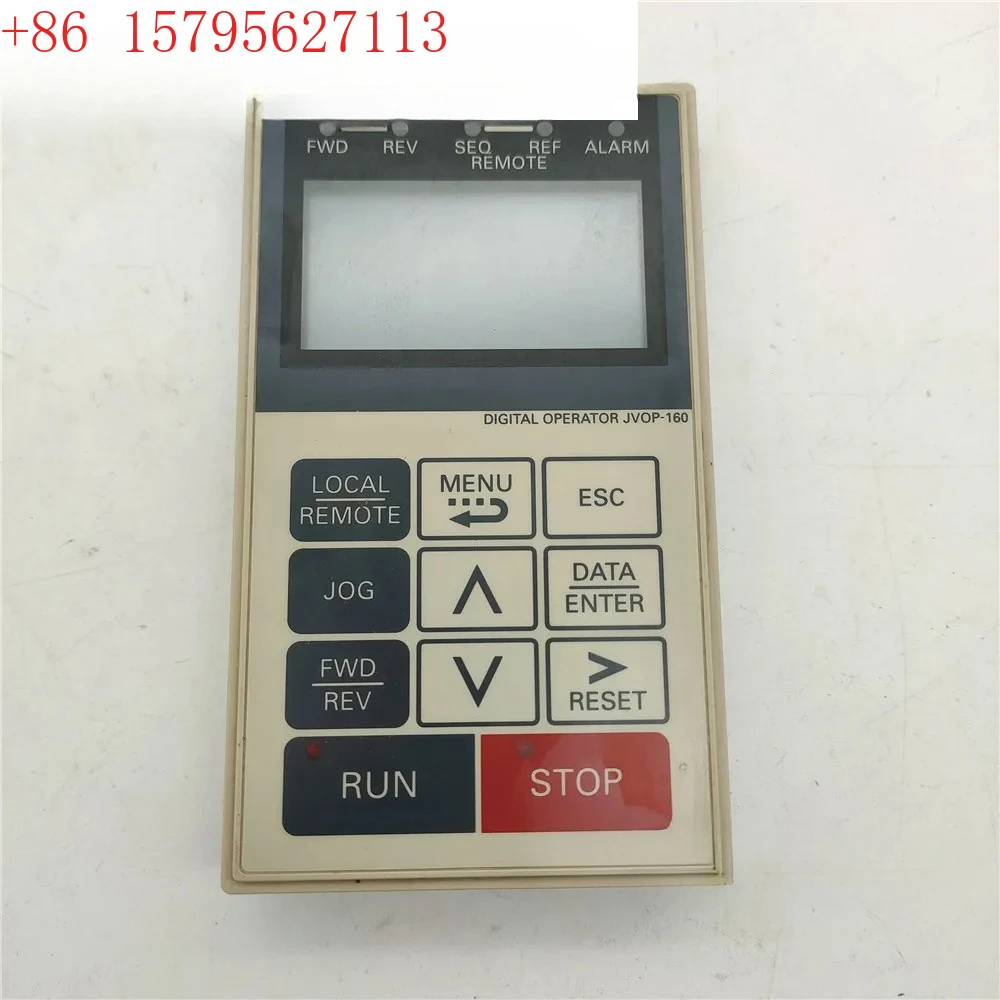 +86 15795627113
FWD REV SEQ REF ALARM
REMOTE
DIGITAL OPERATOR JVOP-160
LOCAL
REMOTE
MENU
ESC
JOG
DATA
ENTER
FWD
REV
>
RESET
RUN
STOP